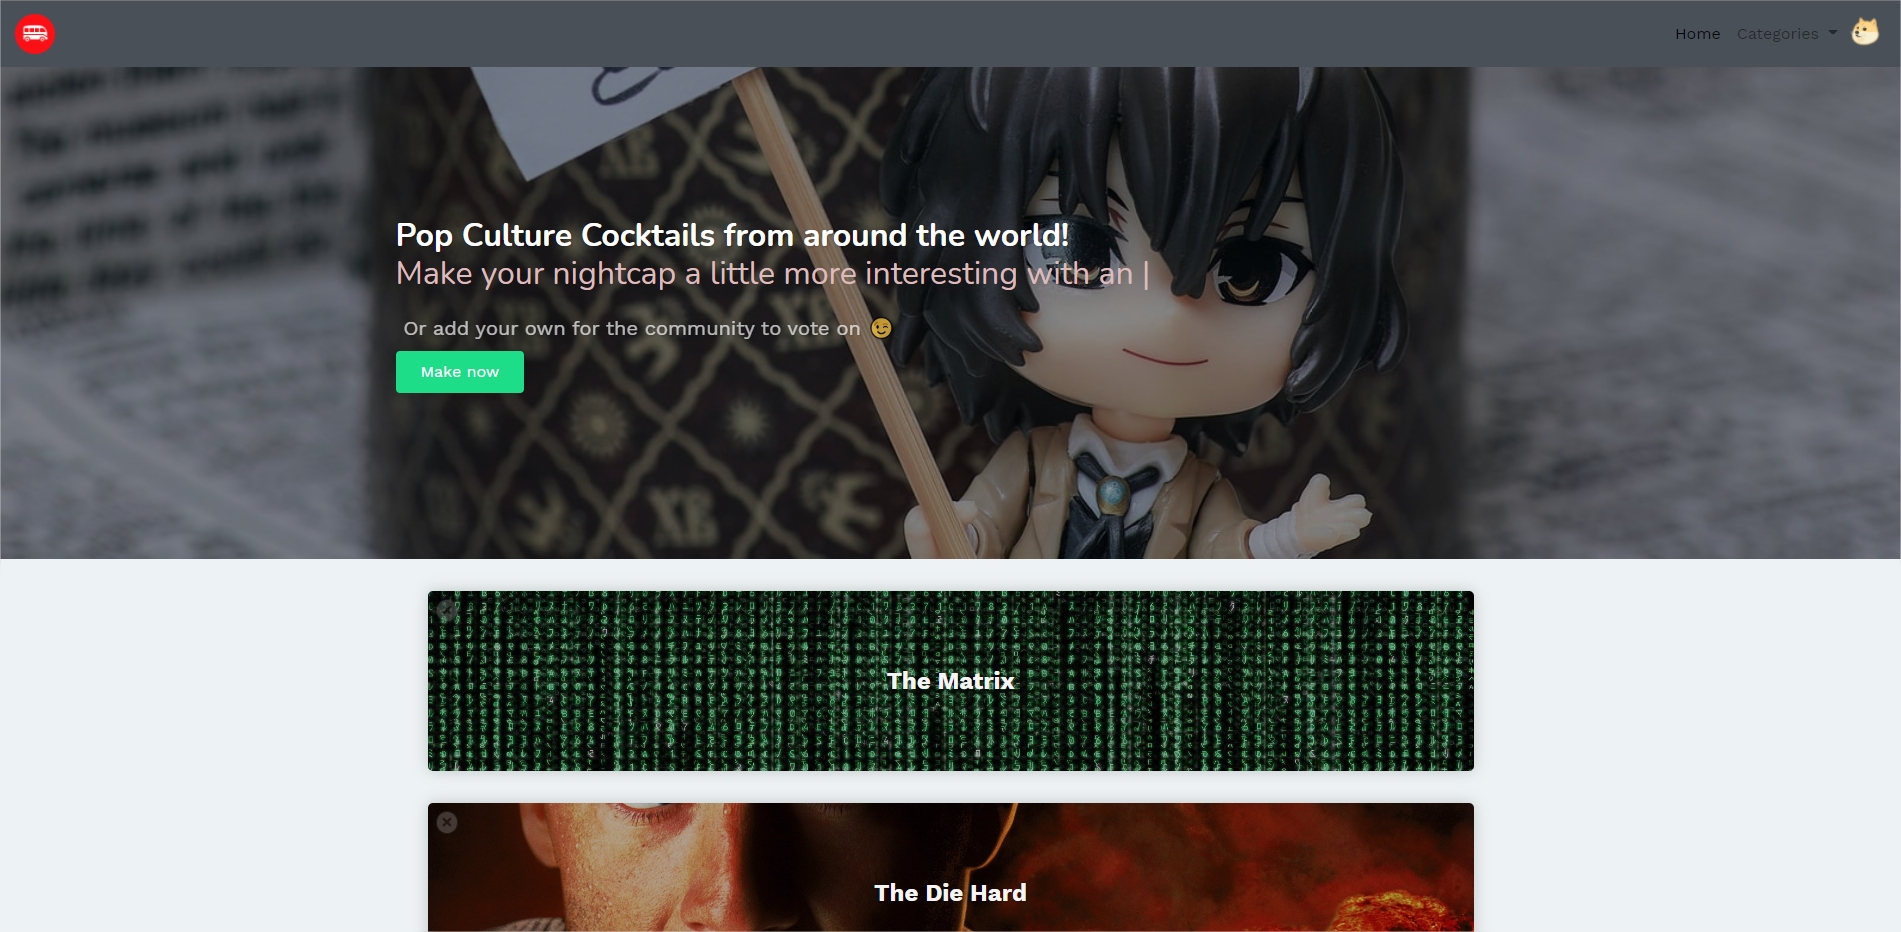 Home Categories
Pop Culture Cocktails from around the world!
Make your nightcap a little more interesting with an |
Or add your own for the community to vote on 😉
Make now
The Matrix
The Die Hard